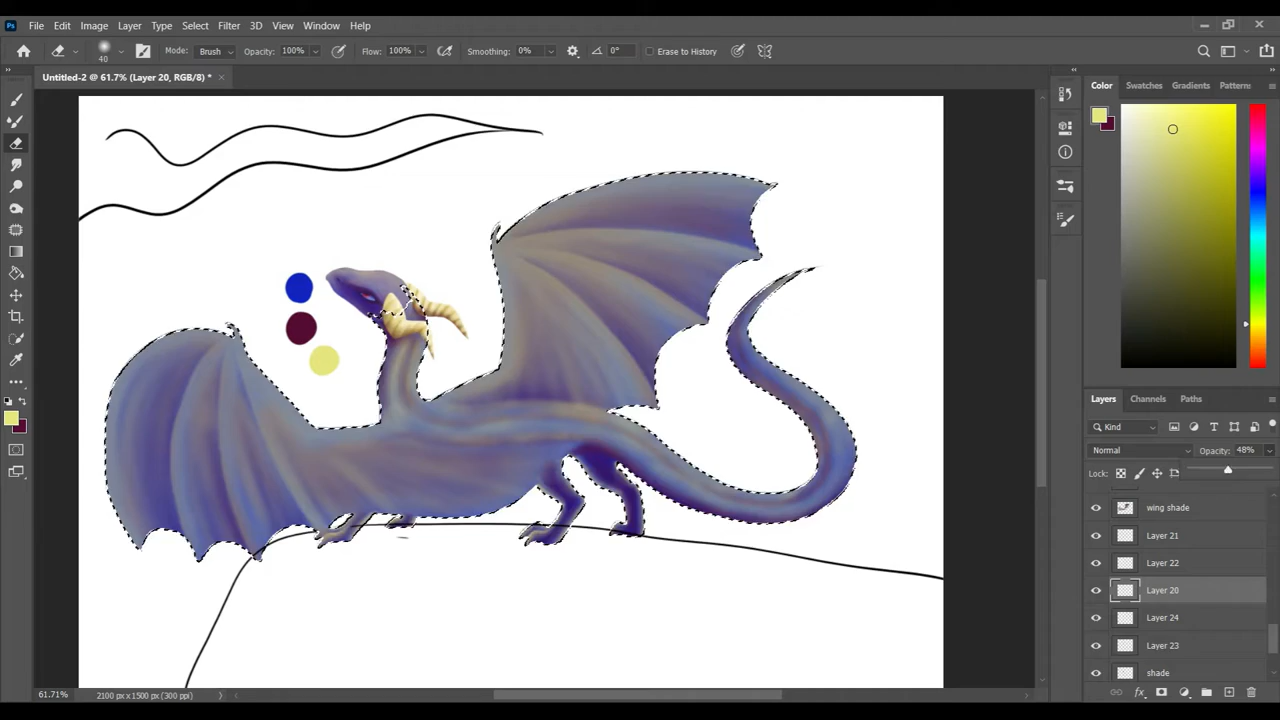 Ps File Edit Image Layer Type Select Filter 3D View Window Help
40 Mode: Brush Opacity: 100% Flow: 100% Smoothing: 0% 0° Erase to History
Untitled-2 @ 61.7% (Layer 20, RGB/8) *
Color Swatches Gradients Patterns
Layers Channels Paths
Kind
Normal Opacity: 48%
Lock:
wing shade
Layer 21
Layer 22
Layer 20
Layer 24
Layer 23
shade
61.71% 2100 px x 1500 px (300 ppi)
fx